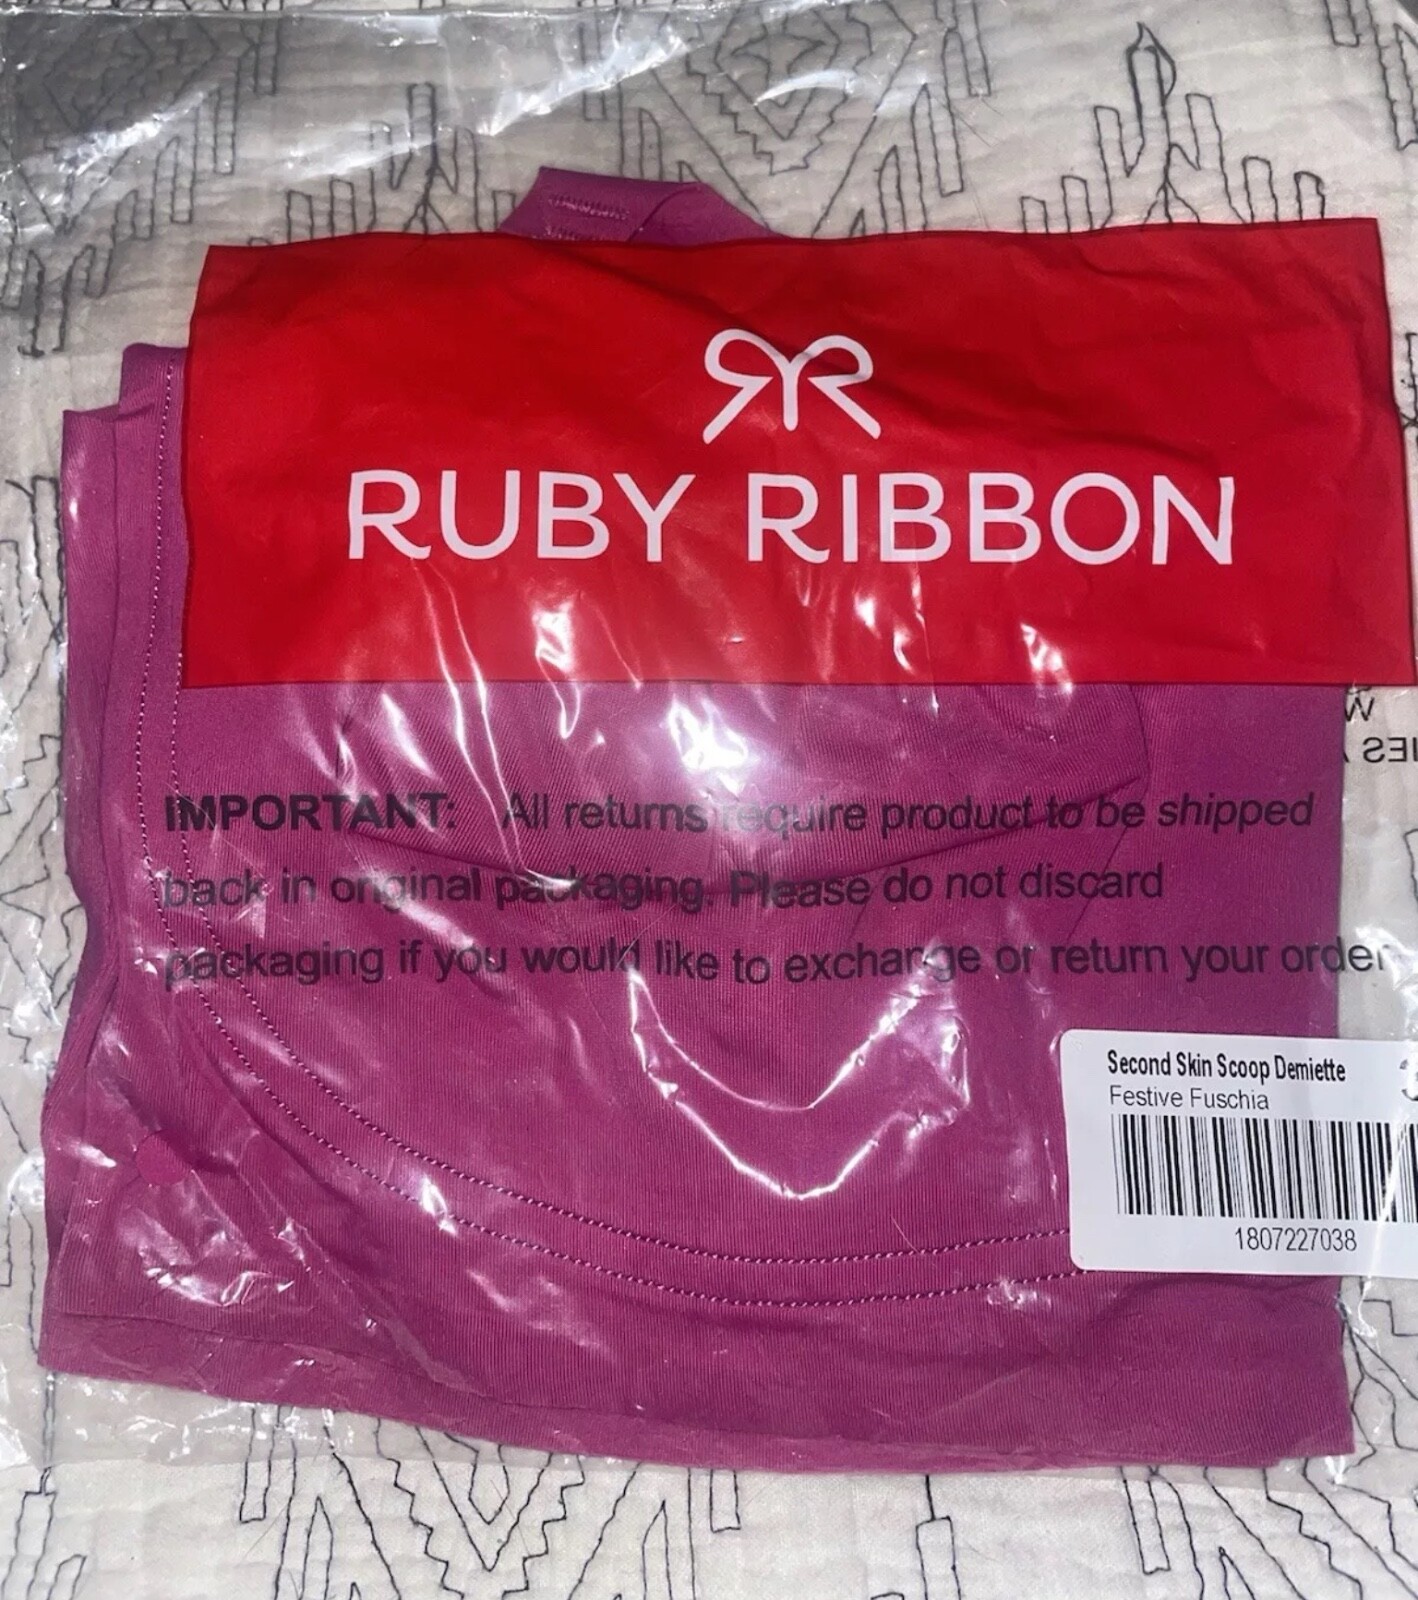 RUBY RIBBON
IMPORTANT: All returns require product to be shipped
back in original packaging. Please do not discard
packaging if you would like to exchange or return your order
Second Skin Scoop Demiette
Festive Fuschia
1807227038